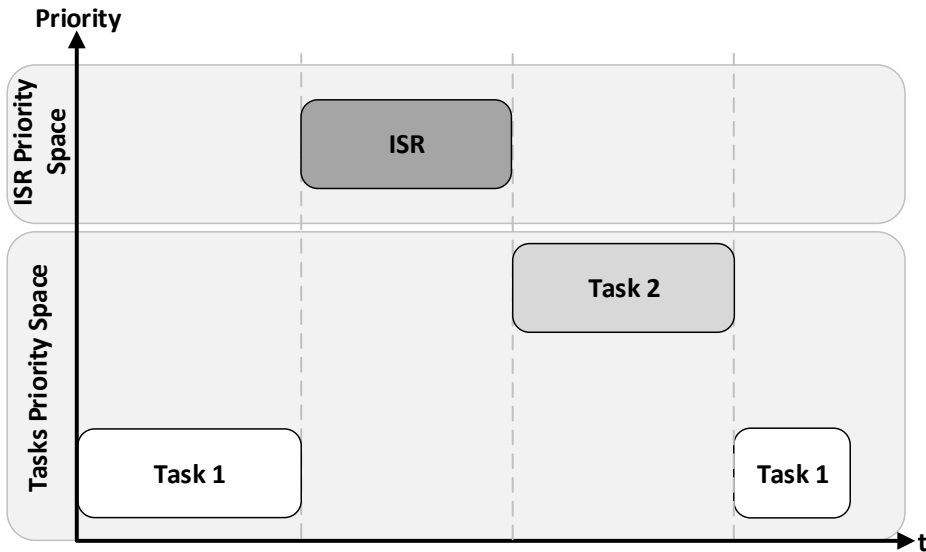 Priority
ISR Priority
Space
ISR
Tasks Priority Space
Task 2
Task 1
Task 1
t